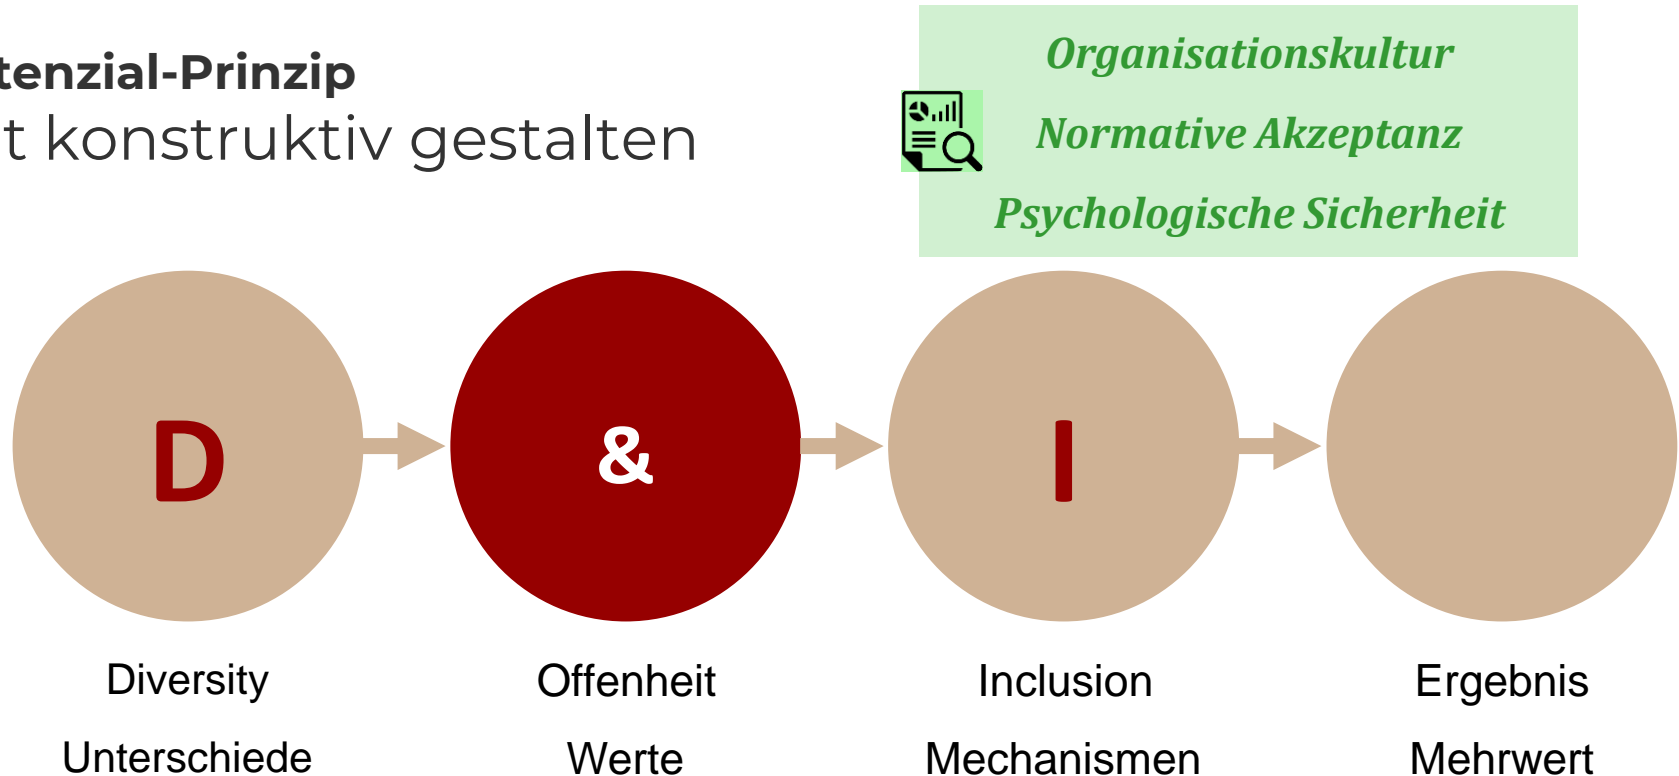 tenzial-Prinzip
t konstruktiv gestalten
Organisationskultur
Normative Akzeptanz
Psychologische Sicherheit
D
&
I
Diversity
Offenheit
Inclusion
Ergebnis
Unterschiede
Werte
Mechanismen
Mehrwert